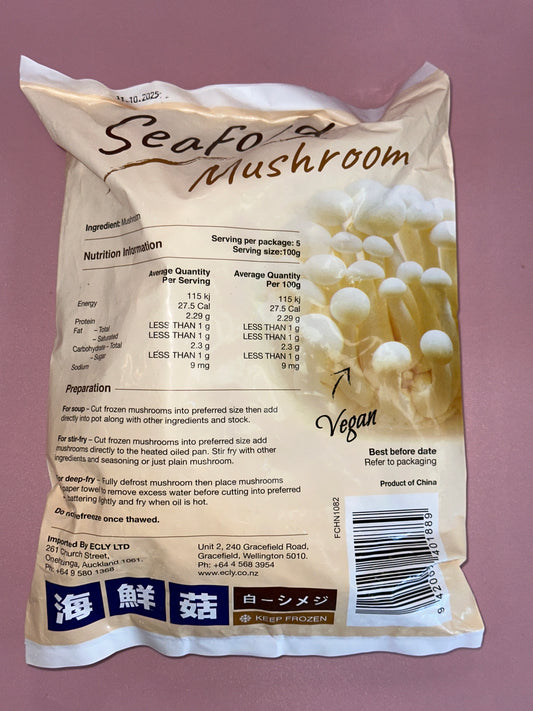 .10.2025
Seafood
Mushroom
Ingredient: Mushroom
Nutrition Information
Serving per package: 5
Serving size:100g
Average Quantity
Per Serving
Average Quantity
Per 100g
Energy 115 kj 115 kj
27.5 Cal 27.5 Cal
Protein 2.29 g 2.29 g
Fat – Total LESS THAN 1 g LESS THAN 1 g
– Saturated LESS THAN 1 g LESS THAN 1 g
Carbohydrate – Total 2.3 g 2.3 g
– Sugar LESS THAN 1 g LESS THAN 1 g
Sodium 9 mg 9 mg
Preparation
For soup – Cut frozen mushrooms into preferred size then add
directly into pot along with other ingredients and stock.
For stir-fry – Cut frozen mushrooms into preferred size add
mushrooms directly to the heated oiled pan. Stir fry with other
ingredients and seasoning or just plain mushroom.
For deep-fry – Fully defrost mushroom then place mushrooms
paper towel to remove excess water before cutting into preferred
battering lightly and fry when oil is hot.
Do no refreeze once thawed.
Vegan
Best before date
Refer to packaging
Product of China
FCHN1082
Imported By ECLY LTD
261 Church Street,
Onehunga, Auckland 1061.
Ph: +64 9 580 1368
Unit 2, 240 Gracefield Road,
Gracefield, Wellington 5010.
Ph: +64 4 568 3954
www.ecly.co.nz
海鮮菇
白一シメジ
KEEP FROZEN